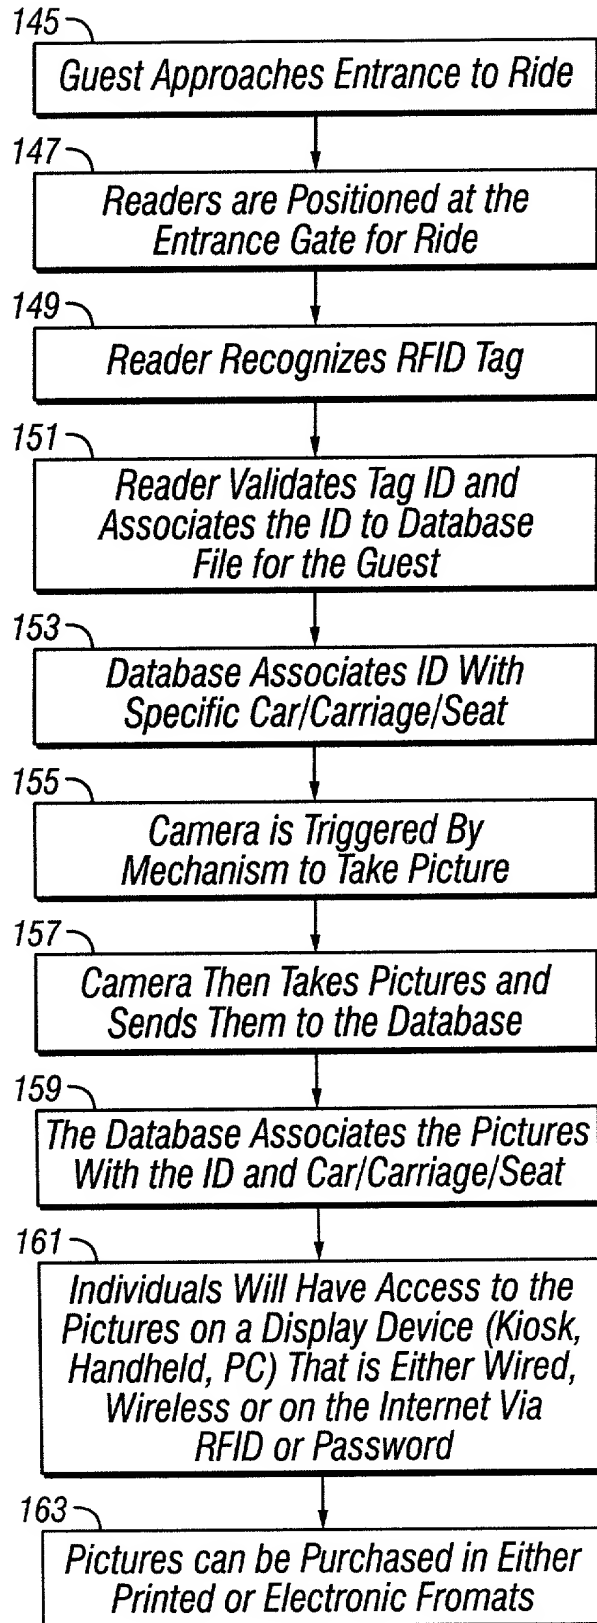 145
Guest Approaches Entrance to Ride
147
Readers are Positioned at the
Entrance Gate for Ride
149
Reader Recognizes RFID Tag
151
Reader Validates Tag ID and
Associates the ID to Database
File for the Guest
153
Database Associates ID With
Specific Car/Carriage/Seat
155
Camera is Triggered By
Mechanism to Take Picture
157
Camera Then Takes Pictures and
Sends Them to the Database
159
The Database Associates the Pictures
With the ID and Car/Carriage/Seat
161
Individuals Will Have Access to the
Pictures on a Display Device (Kiosk,
Handheld, PC) That is Either Wired,
Wireless or on the Internet Via
RFID or Password
163
Pictures can be Purchased in Either
Printed or Electronic Fromats